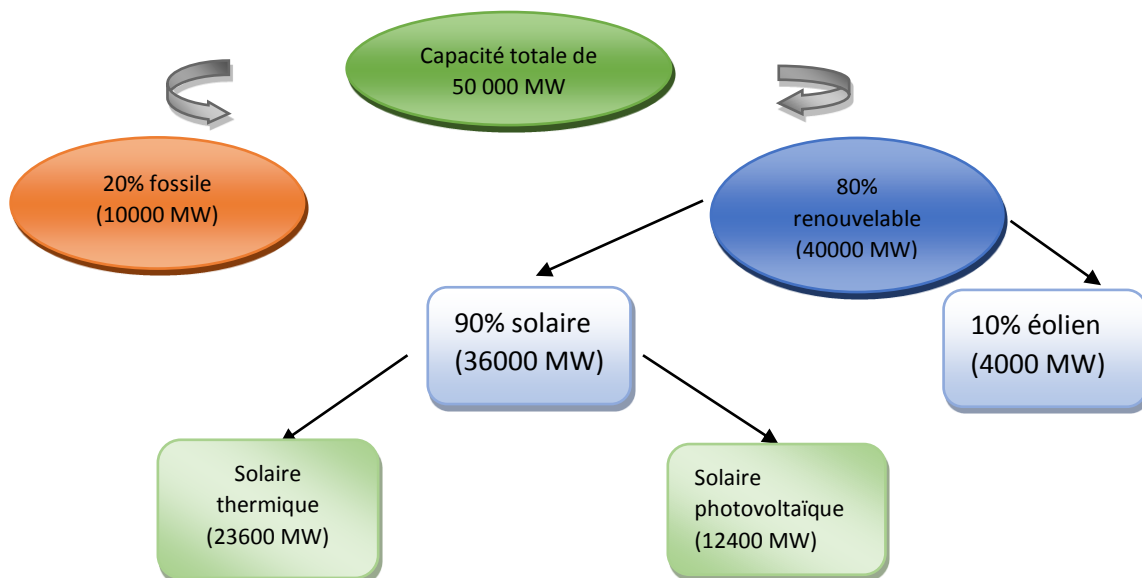 Capacité totale de
50 000 MW
20% fossile
(10000 MW)
80%
renouvelable
(40000 MW)
90% solaire
(36000 MW)
10% éolien
(4000 MW)
Solaire
thermique
(23600 MW)
Solaire
photovoltaïque
(12400 MW)